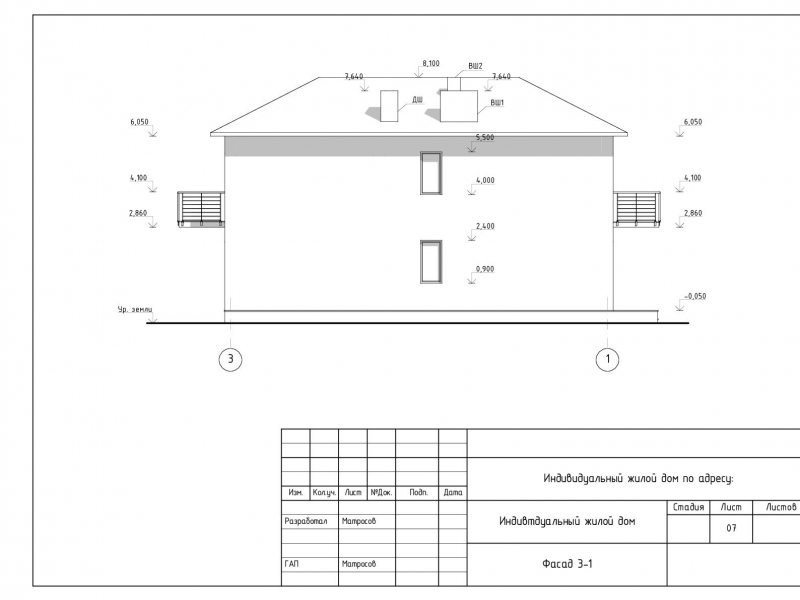 8,100
ВШ2
7,640
7,640
ДШ
ВШ1
6,050
6,050
5,500
4,100
4,000
4,100
2,860
2,860
2,400
0,900
-0,050
Ур. земли
3
1
Индивидуальный жилой дом по адресу:
Изм. Кол.уч. Лист №Док. Подп. Дата
Стадия Лист Листов
Разработал Матросов
Индивтдуальный жилой дом
07
ГАП Матросов
Фасад 3-1